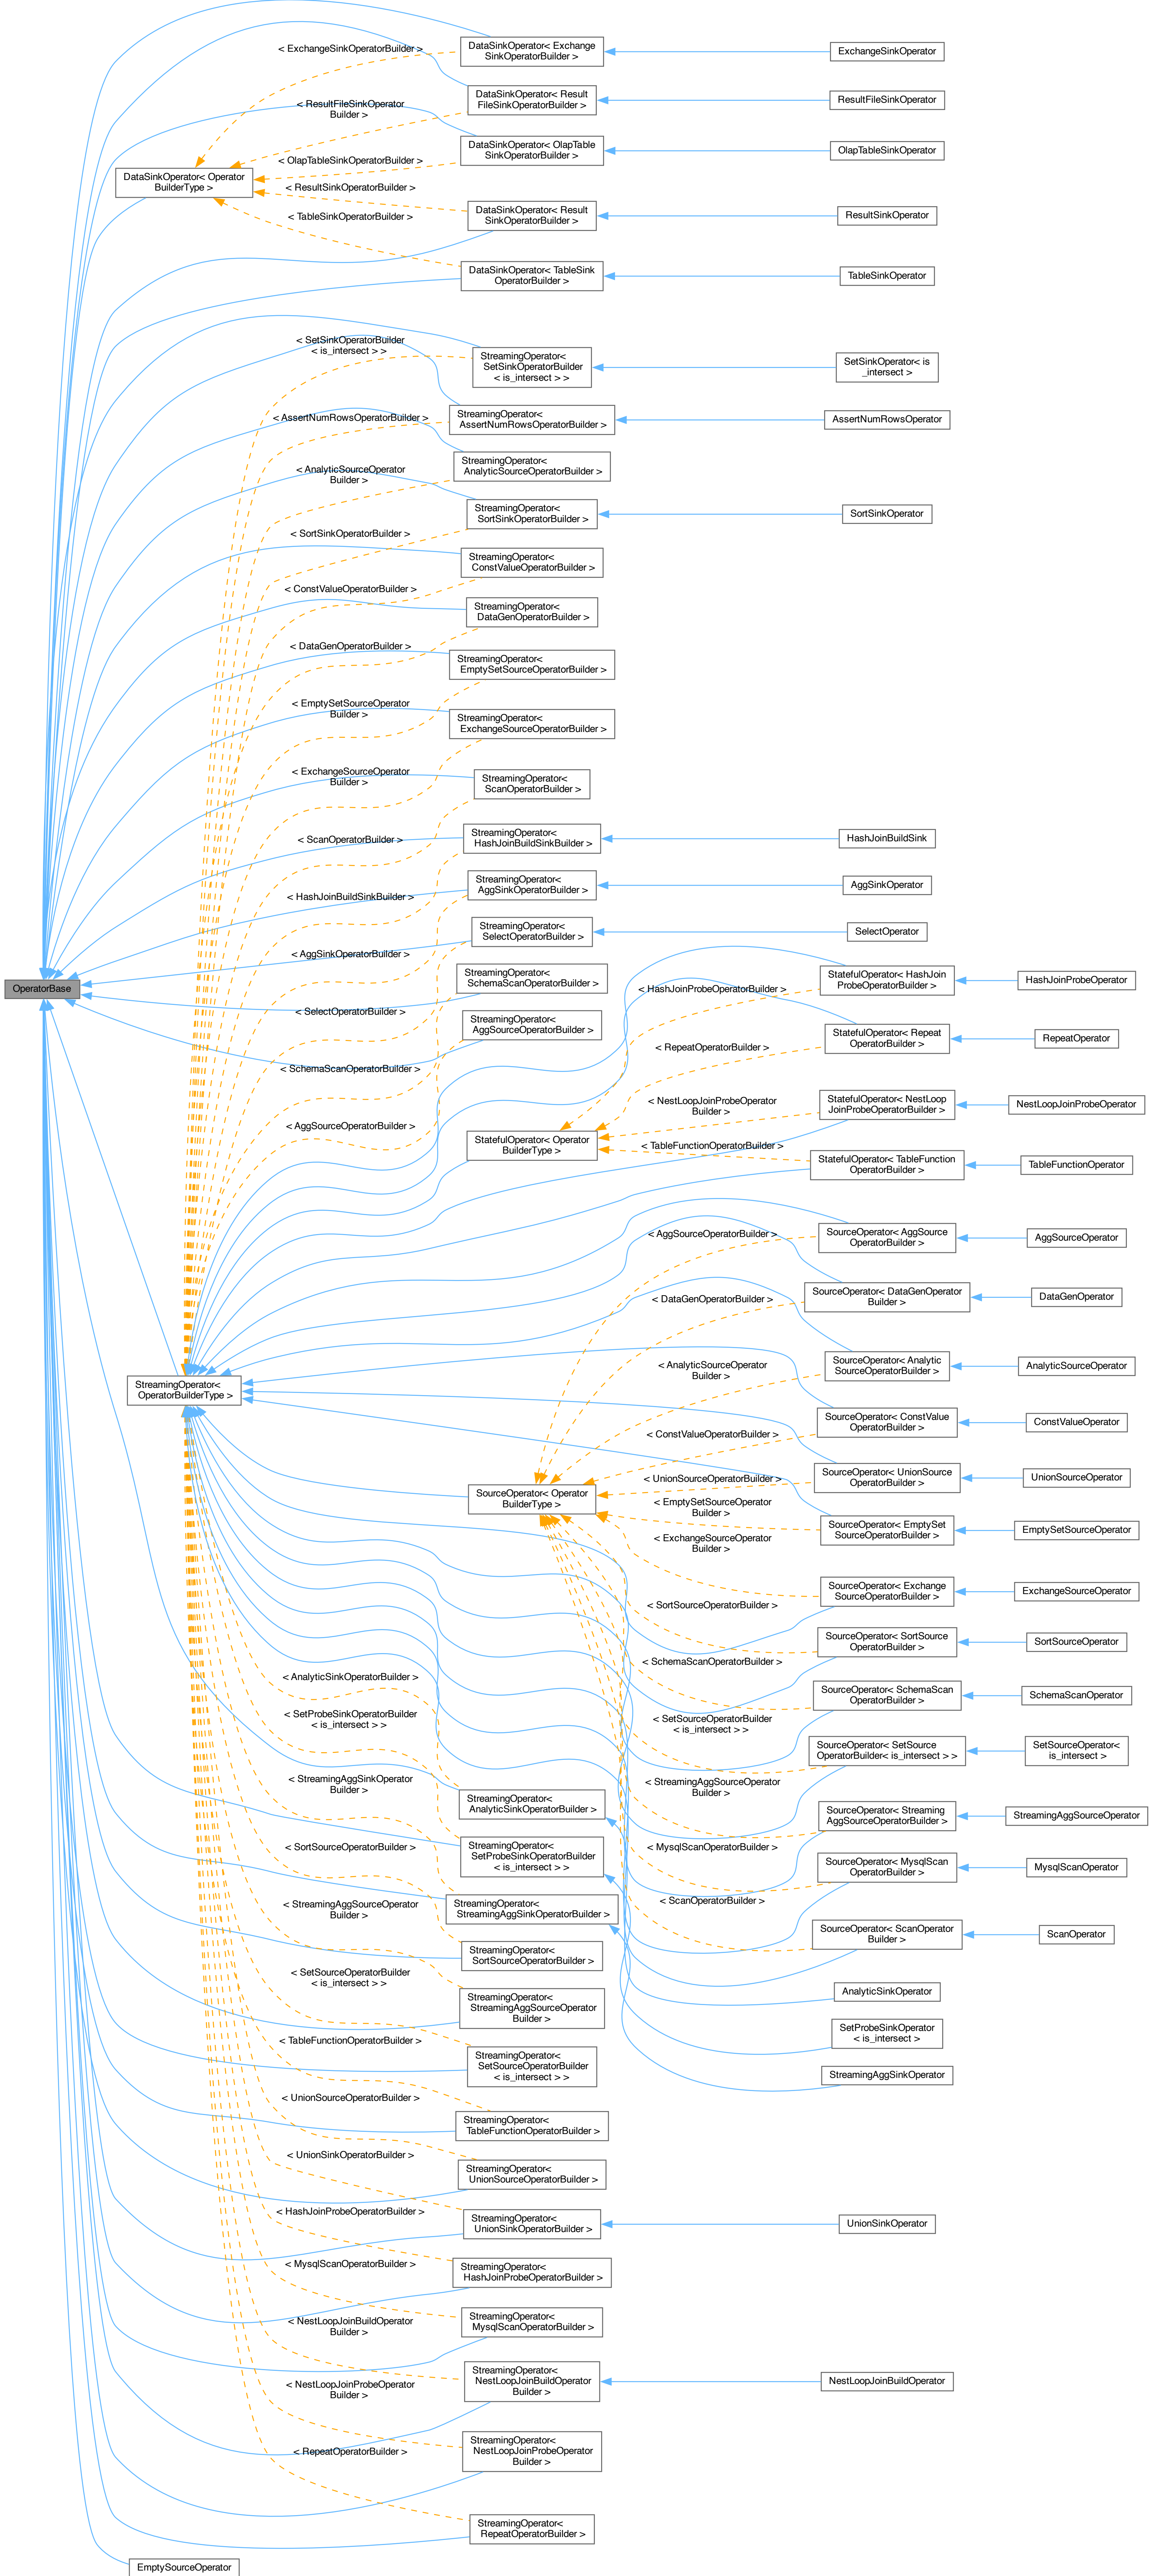 DataSinkOperator< Exchange
SinkOperatorBuilder >
ExchangeSinkOperator
< ExchangeSinkOperatorBuilder >
DataSinkOperator< Result
FileSinkOperatorBuilder >
ResultFileSinkOperator
< ResultFileSinkOperator
Builder >
DataSinkOperator< OlapTable
SinkOperatorBuilder >
OlapTableSinkOperator
< OlapTableSinkOperatorBuilder >
DataSinkOperator< Operator
BuilderType >
< ResultSinkOperatorBuilder >
DataSinkOperator< Result
SinkOperatorBuilder >
ResultSinkOperator
< TableSinkOperatorBuilder >
DataSinkOperator< TableSink
OperatorBuilder >
TableSinkOperator
< SetSinkOperatorBuilder
< is_intersect > >
StreamingOperator<
SetSinkOperatorBuilder
< is_intersect > >
SetSinkOperator< is
_intersect >
< AssertNumRowsOperatorBuilder >
StreamingOperator<
AssertNumRowsOperatorBuilder >
AssertNumRowsOperator
< AnalyticSourceOperator
Builder >
StreamingOperator<
AnalyticSourceOperatorBuilder >
StreamingOperator<
SortSinkOperatorBuilder >
SortSinkOperator
< SortSinkOperatorBuilder >
StreamingOperator<
ConstValueOperatorBuilder >
< ConstValueOperatorBuilder >
StreamingOperator<
DataGenOperatorBuilder >
< DataGenOperatorBuilder >
StreamingOperator<
EmptySetSourceOperatorBuilder >
< EmptySetSourceOperator
Builder >
StreamingOperator<
ExchangeSourceOperatorBuilder >
< ExchangeSourceOperator
Builder >
StreamingOperator<
ScanOperatorBuilder >
< ScanOperatorBuilder >
StreamingOperator<
HashJoinBuildSinkBuilder >
HashJoinBuildSink
< HashJoinBuildSinkBuilder >
StreamingOperator<
AggSinkOperatorBuilder >
AggSinkOperator
< AggSinkOperatorBuilder >
StreamingOperator<
SelectOperatorBuilder >
SelectOperator
OperatorBase
< SelectOperatorBuilder >
StreamingOperator<
SchemaScanOperatorBuilder >
< HashJoinProbeOperatorBuilder >
StatefulOperator< HashJoin
ProbeOperatorBuilder >
HashJoinProbeOperator
StreamingOperator<
AggSourceOperatorBuilder >
< SchemaScanOperatorBuilder >
< RepeatOperatorBuilder >
StatefulOperator< Repeat
OperatorBuilder >
RepeatOperator
< AggSourceOperatorBuilder >
< NestLoopJoinProbeOperator
Builder >
StatefulOperator< NestLoop
JoinProbeOperatorBuilder >
NestLoopJoinProbeOperator
StatefulOperator< Operator
BuilderType >
< TableFunctionOperatorBuilder >
StatefulOperator< TableFunction
OperatorBuilder >
TableFunctionOperator
< AggSourceOperatorBuilder >
SourceOperator< AggSource
OperatorBuilder >
AggSourceOperator
< DataGenOperatorBuilder >
SourceOperator< DataGenOperator
Builder >
DataGenOperator
StreamingOperator<
OperatorBuilderType >
< AnalyticSourceOperator
Builder >
SourceOperator< Analytic
SourceOperatorBuilder >
AnalyticSourceOperator
< ConstValueOperatorBuilder >
SourceOperator< ConstValue
OperatorBuilder >
ConstValueOperator
< UnionSourceOperatorBuilder >
SourceOperator< UnionSource
OperatorBuilder >
UnionSourceOperator
SourceOperator< Operator
BuilderType >
< EmptySetSourceOperator
Builder >
SourceOperator< EmptySet
SourceOperatorBuilder >
EmptySetSourceOperator
< ExchangeSourceOperator
Builder >
SourceOperator< Exchange
SourceOperatorBuilder >
ExchangeSourceOperator
< SortSourceOperatorBuilder >
SourceOperator< SortSource
OperatorBuilder >
SortSourceOperator
< SchemaScanOperatorBuilder >
SourceOperator< SchemaScan
OperatorBuilder >
SchemaScanOperator
< AnalyticSinkOperatorBuilder >
< SetSourceOperatorBuilder
< is_intersect > >
SourceOperator< SetSource
OperatorBuilder< is_intersect > >
SetSourceOperator<
is_intersect >
< SetProbeSinkOperatorBuilder
< is_intersect > >
< StreamingAggSourceOperator
Builder >
SourceOperator< Streaming
AggSourceOperatorBuilder >
StreamingAggSourceOperator
< StreamingAggSinkOperator
Builder >
StreamingOperator<
AnalyticSinkOperatorBuilder >
< MysqlScanOperatorBuilder >
SourceOperator< MysqlScan
OperatorBuilder >
MysqlScanOperator
< SortSourceOperatorBuilder >
StreamingOperator<
SetProbeSinkOperatorBuilder
< is_intersect > >
< ScanOperatorBuilder >
SourceOperator< ScanOperator
Builder >
ScanOperator
< StreamingAggSourceOperator
Builder >
StreamingOperator<
StreamingAggSinkOperatorBuilder >
StreamingOperator<
SortSourceOperatorBuilder >
AnalyticSinkOperator
< SetSourceOperatorBuilder
< is_intersect > >
StreamingOperator<
StreamingAggSourceOperator
Builder >
SetProbeSinkOperator
< is_intersect >
< TableFunctionOperatorBuilder >
StreamingOperator<
SetSourceOperatorBuilder
< is_intersect > >
StreamingAggSinkOperator
< UnionSourceOperatorBuilder >
StreamingOperator<
TableFunctionOperatorBuilder >
< UnionSinkOperatorBuilder >
StreamingOperator<
UnionSourceOperatorBuilder >
< HashJoinProbeOperatorBuilder >
StreamingOperator<
UnionSinkOperatorBuilder >
UnionSinkOperator
< MysqlScanOperatorBuilder >
StreamingOperator<
HashJoinProbeOperatorBuilder >
< NestLoopJoinBuildOperator
Builder >
StreamingOperator<
MysqlScanOperatorBuilder >
< NestLoopJoinProbeOperator
Builder >
StreamingOperator<
NestLoopJoinBuildOperator
Builder >
NestLoopJoinBuildOperator
< RepeatOperatorBuilder >
StreamingOperator<
NestLoopJoinProbeOperator
Builder >
StreamingOperator<
RepeatOperatorBuilder >
EmptySourceOperator